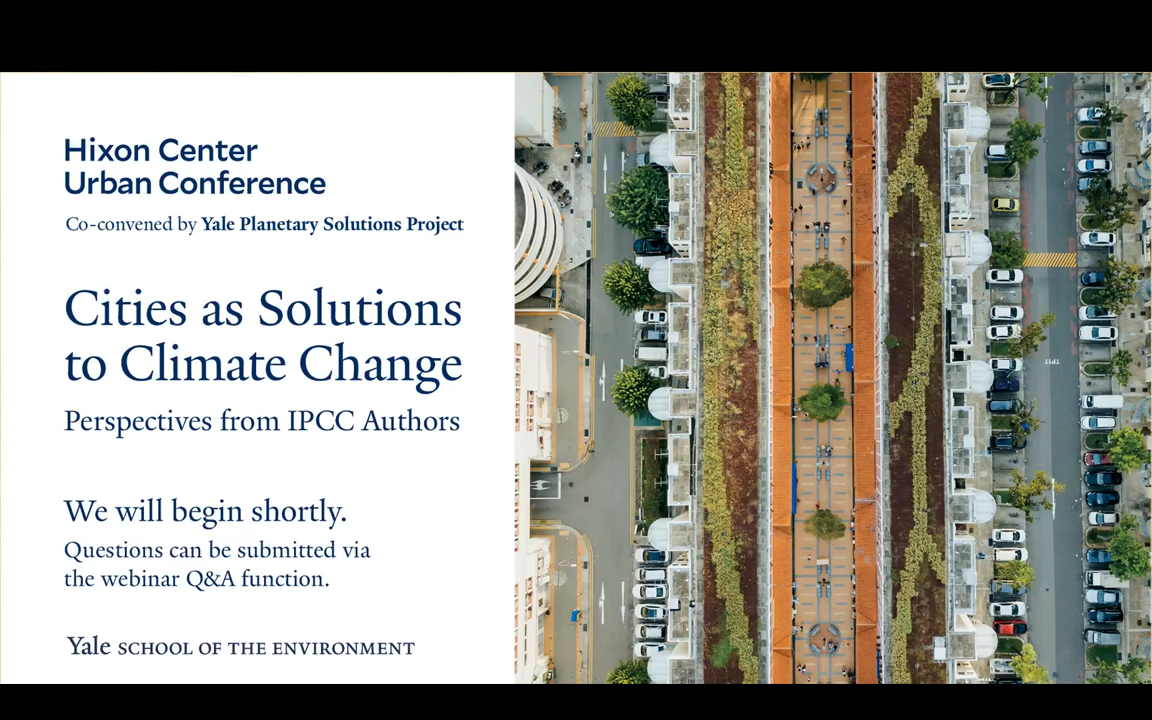 Hixon Center
Urban Conference
Co-convened by Yale Planetary Solutions Project
Cities as Solutions
to Climate Change
Perspectives from IPCC Authors
We will begin shortly.
Questions can be submitted via
the webinar Q&A function.
Yale SCHOOL OF THE ENVIRONMENT